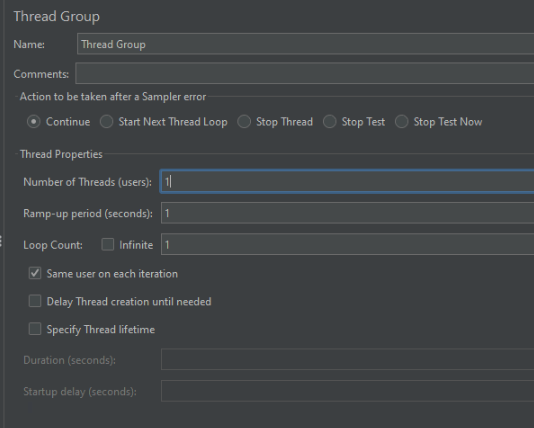 Thread Group
Name: Thread Group
Comments:
Action to be taken after a Sampler error
Continue Start Next Thread Loop Stop Thread Stop Test Stop Test Now
Thread Properties
Number of Threads (users): 1
Ramp-up period (seconds): 1
Loop Count: Infinite 1
Same user on each iteration
Delay Thread creation until needed
Specify Thread lifetime
Duration (seconds):
Startup delay (seconds):